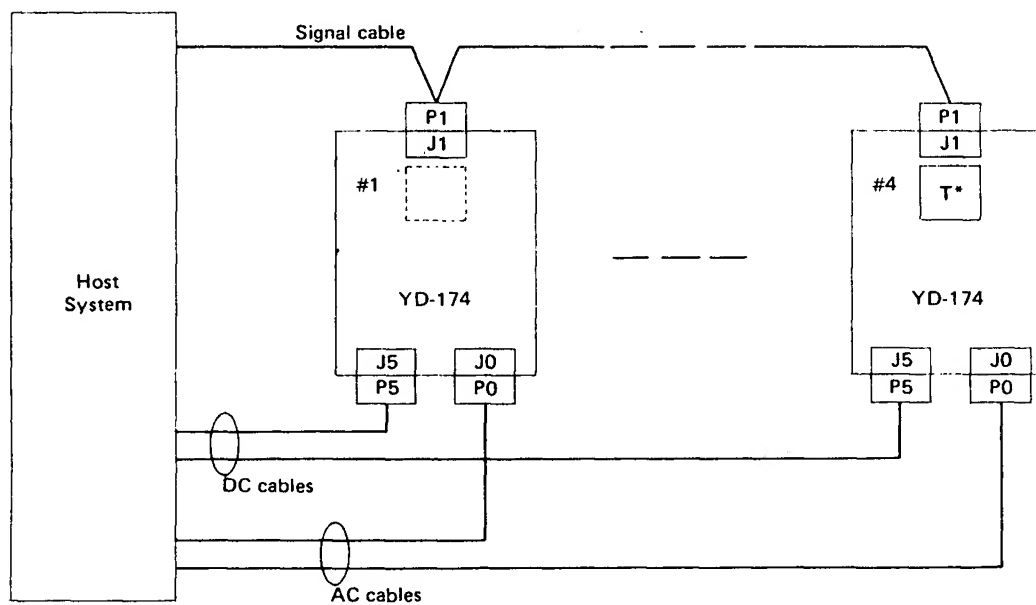 Signal cable
P1
J1
#1
YD-174
J5
P5
J0
P0
P1
J1
#4
T*
YD-174
J5
P5
J0
P0
Host
System
DC cables
AC cables